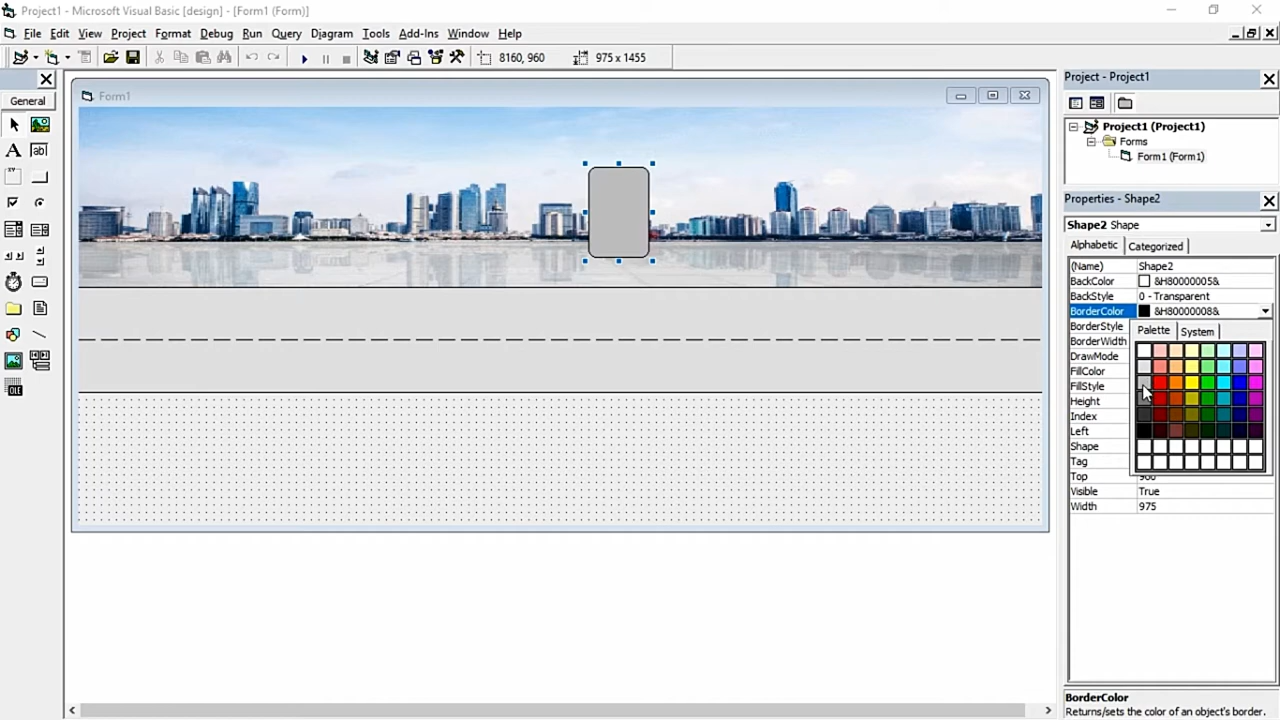 Project1 - Microsoft Visual Basic [design] - [Form1 (Form)]
File Edit View Project Format Debug Run Query Diagram Tools Add-Ins Window Help
8160, 960 975 x 1455
General
A ab|
OLE
Form1
Project - Project1
Project1 (Project1)
Forms
Form1 (Form1)
Properties - Shape2
Shape2 Shape
Alphabetic Categorized
(Name) Shape2
BackColor &H80000005&
BackStyle 0 - Transparent
BorderColor &H80000008&
BorderStyle
BorderWidth
DrawMode
FillColor
FillStyle
Height
Index
Left
Shape
Tag
Top 960
Visible True
Width 975
Palette System
BorderColor
Returns/sets the color of an object's border.